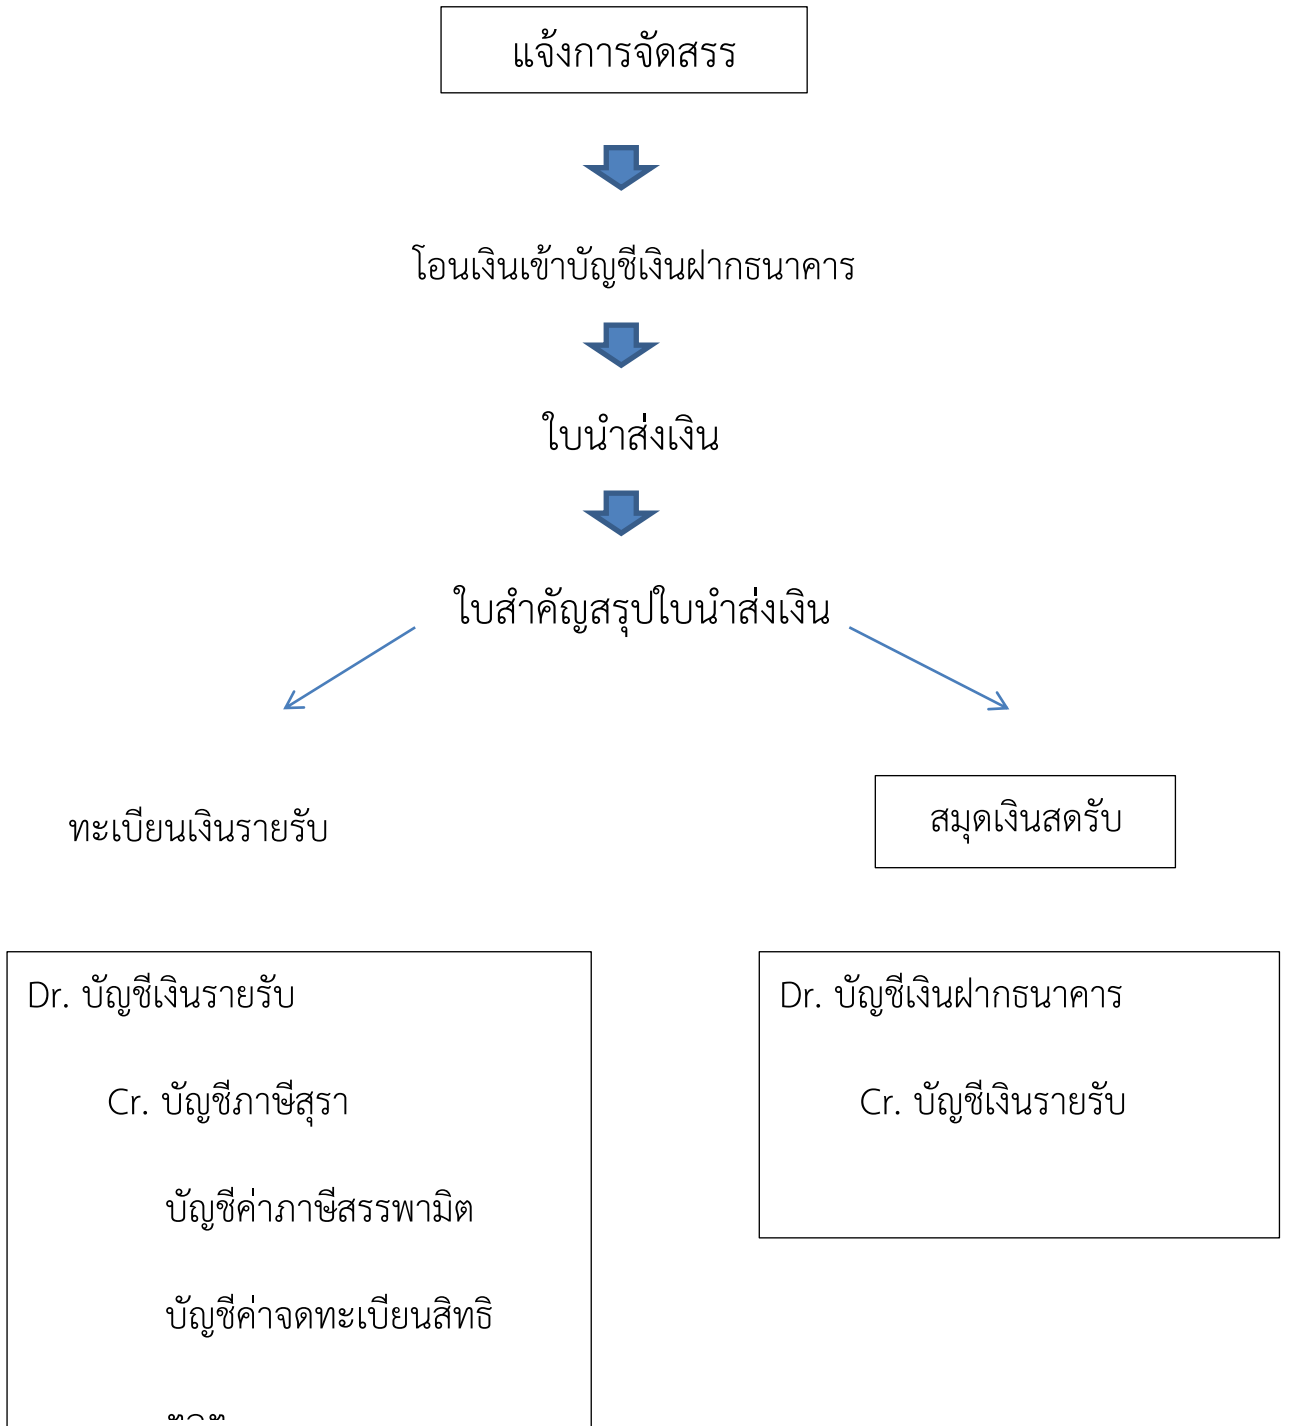 แจ้งการจัดสรร
โอนเงินเข้าบัญชีเงินฝากธนาคาร
ใบนำส่งเงิน
ใบสำคัญสรุปใบนำส่งเงิน
ทะเบียนเงินรายรับ
สมุดเงินสดรับ
Dr. บัญชีเงินรายรับ
Cr. บัญชีภาษีสุรา
บัญชีค่าภาษีสรรพามิต
บัญชีค่าจดทะเบียนสิทธิ
Dr. บัญชีเงินฝากธนาคาร
Cr. บัญชีเงินรายรับ